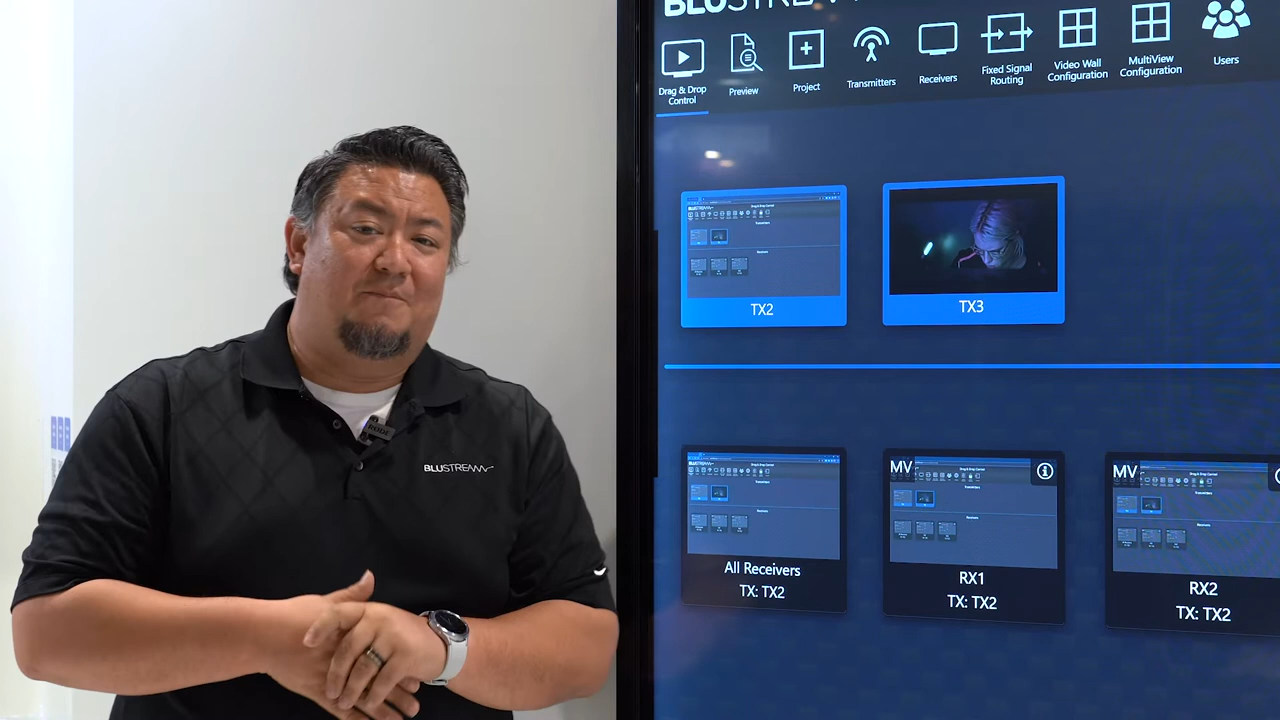 BLUSTREAM
Drag & Drop
Control
Preview
Project
Transmitters
Receivers
Fixed Signal
Routing
Video Wall
Configuration
MultiView
Configuration
Users
TX2
TX3
MV
MV
All Receivers
TX: TX2
RX1
TX: TX2
RX2
TX: TX2
BLUSTREAM
RODE